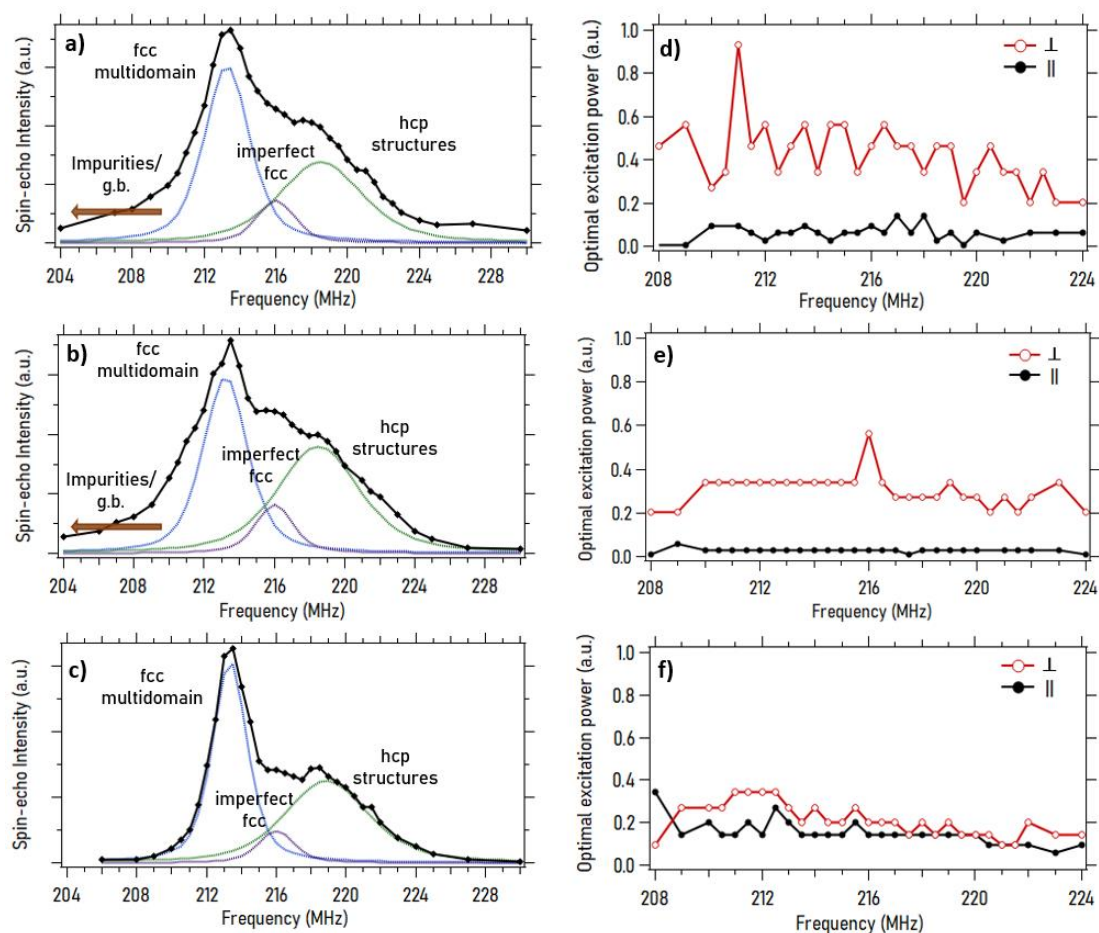 a)
fcc
multidomain
hcp
structures
imperfect
fcc
Impurities/
g.b.
Spin-echo Intensity (a.u.)
204 208 212 216 220 224 228
Frequency (MHz)
d)
⊥
||
Optimal excitation power (a.u.)
1.0
0.8
0.6
0.4
0.2
0.0
208 212 216 220 224
Frequency (MHz)
b)
fcc
multidomain
hcp
structures
imperfect
fcc
Impurities/
g.b.
Spin-echo Intensity (a.u.)
204 208 212 216 220 224 228
Frequency (MHz)
e)
⊥
||
Optimal excitation power (a.u.)
1.0
0.8
0.6
0.4
0.2
0.0
208 212 216 220 224
Frequency (MHz)
c)
fcc
multidomain
hcp
structures
imperfect
fcc
Spin-echo Intensity (a.u.)
204 208 212 216 220 224 228
Frequency (MHz)
f)
⊥
||
Optimal excitation power (a.u.)
1.0
0.8
0.6
0.4
0.2
0.0
208 212 216 220 224
Frequency (MHz)